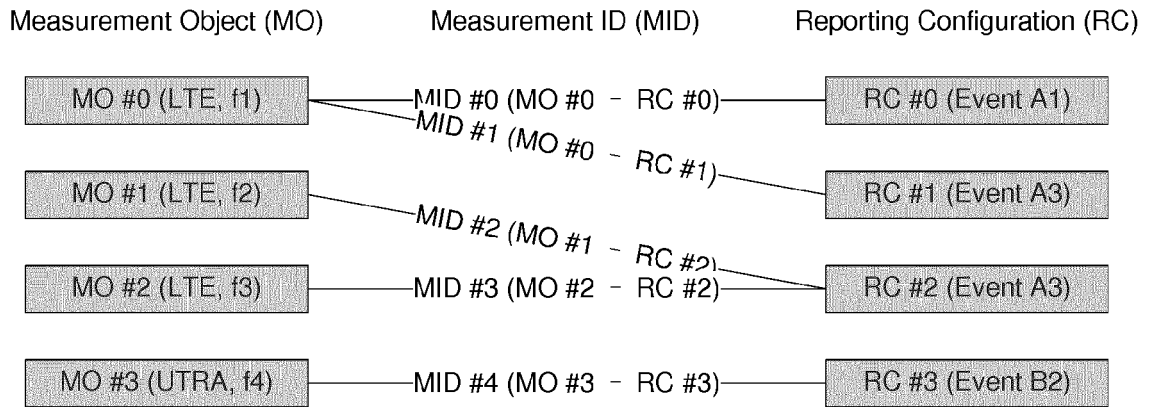 Measurement Object (MO) Measurement ID (MID) Reporting Configuration (RC)
MO #0 (LTE, f1) MID #0 (MO #0 - RC #0) RC #0 (Event A1)
MID #1 (MO #0 - RC #1)
MO #1 (LTE, f2) RC #1 (Event A3)
MID #2 (MO #1 - RC #2)
MO #2 (LTE, f3) MID #3 (MO #2 - RC #2) RC #2 (Event A3)
MO #3 (UTRA, f4) MID #4 (MO #3 - RC #3) RC #3 (Event B2)